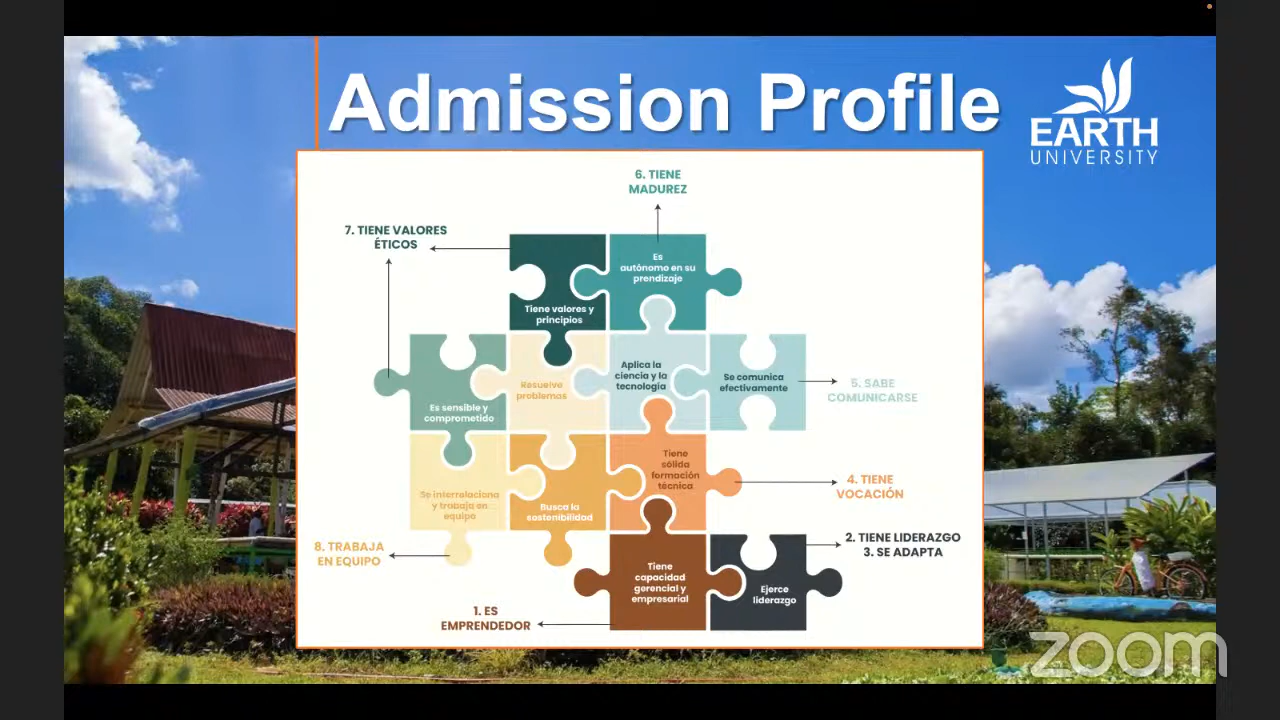 Admission Profile
EARTH
UNIVERSITY
6. TIENE
MADUREZ
7. TIENE VALORES
ÉTICOS
Es
autónomo en su
prendizaje
Tiene valores y
principios
Aplica la
ciencia y la
tecnología
Se comunica
efectivamente
5. SABE
COMUNICARSE
Resuelve
problemas
Es sensible y
comprometido
Tiene
sólida
formación
técnica
4. TIENE
VOCACIÓN
Se interrelaciona
y trabaja en
equipo
Busca la
sostenibilidad
8. TRABAJA
EN EQUIPO
2. TIENE LIDERAZGO
3. SE ADAPTA
Tiene
capacidad
gerencial y
empresarial
Ejerce
liderazgo
1. ES
EMPRENDEDOR
zoom